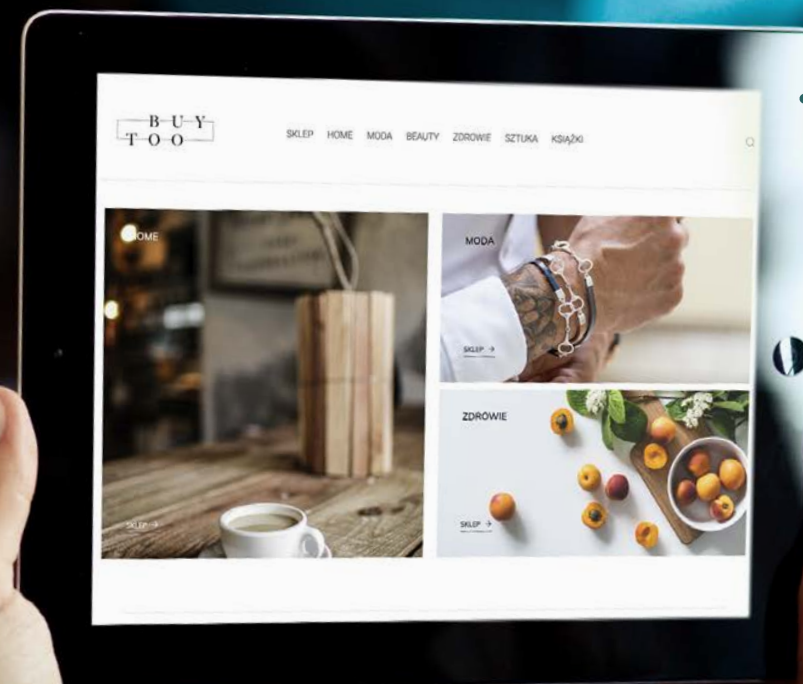 BUY
TOO
SKLEP HOME MODA BEAUTY ZDROWIE SZTUKA KSIĄŻKI
HOME
SKLEP →
MODA
SKLEP →
ZDROWIE
SKLEP →